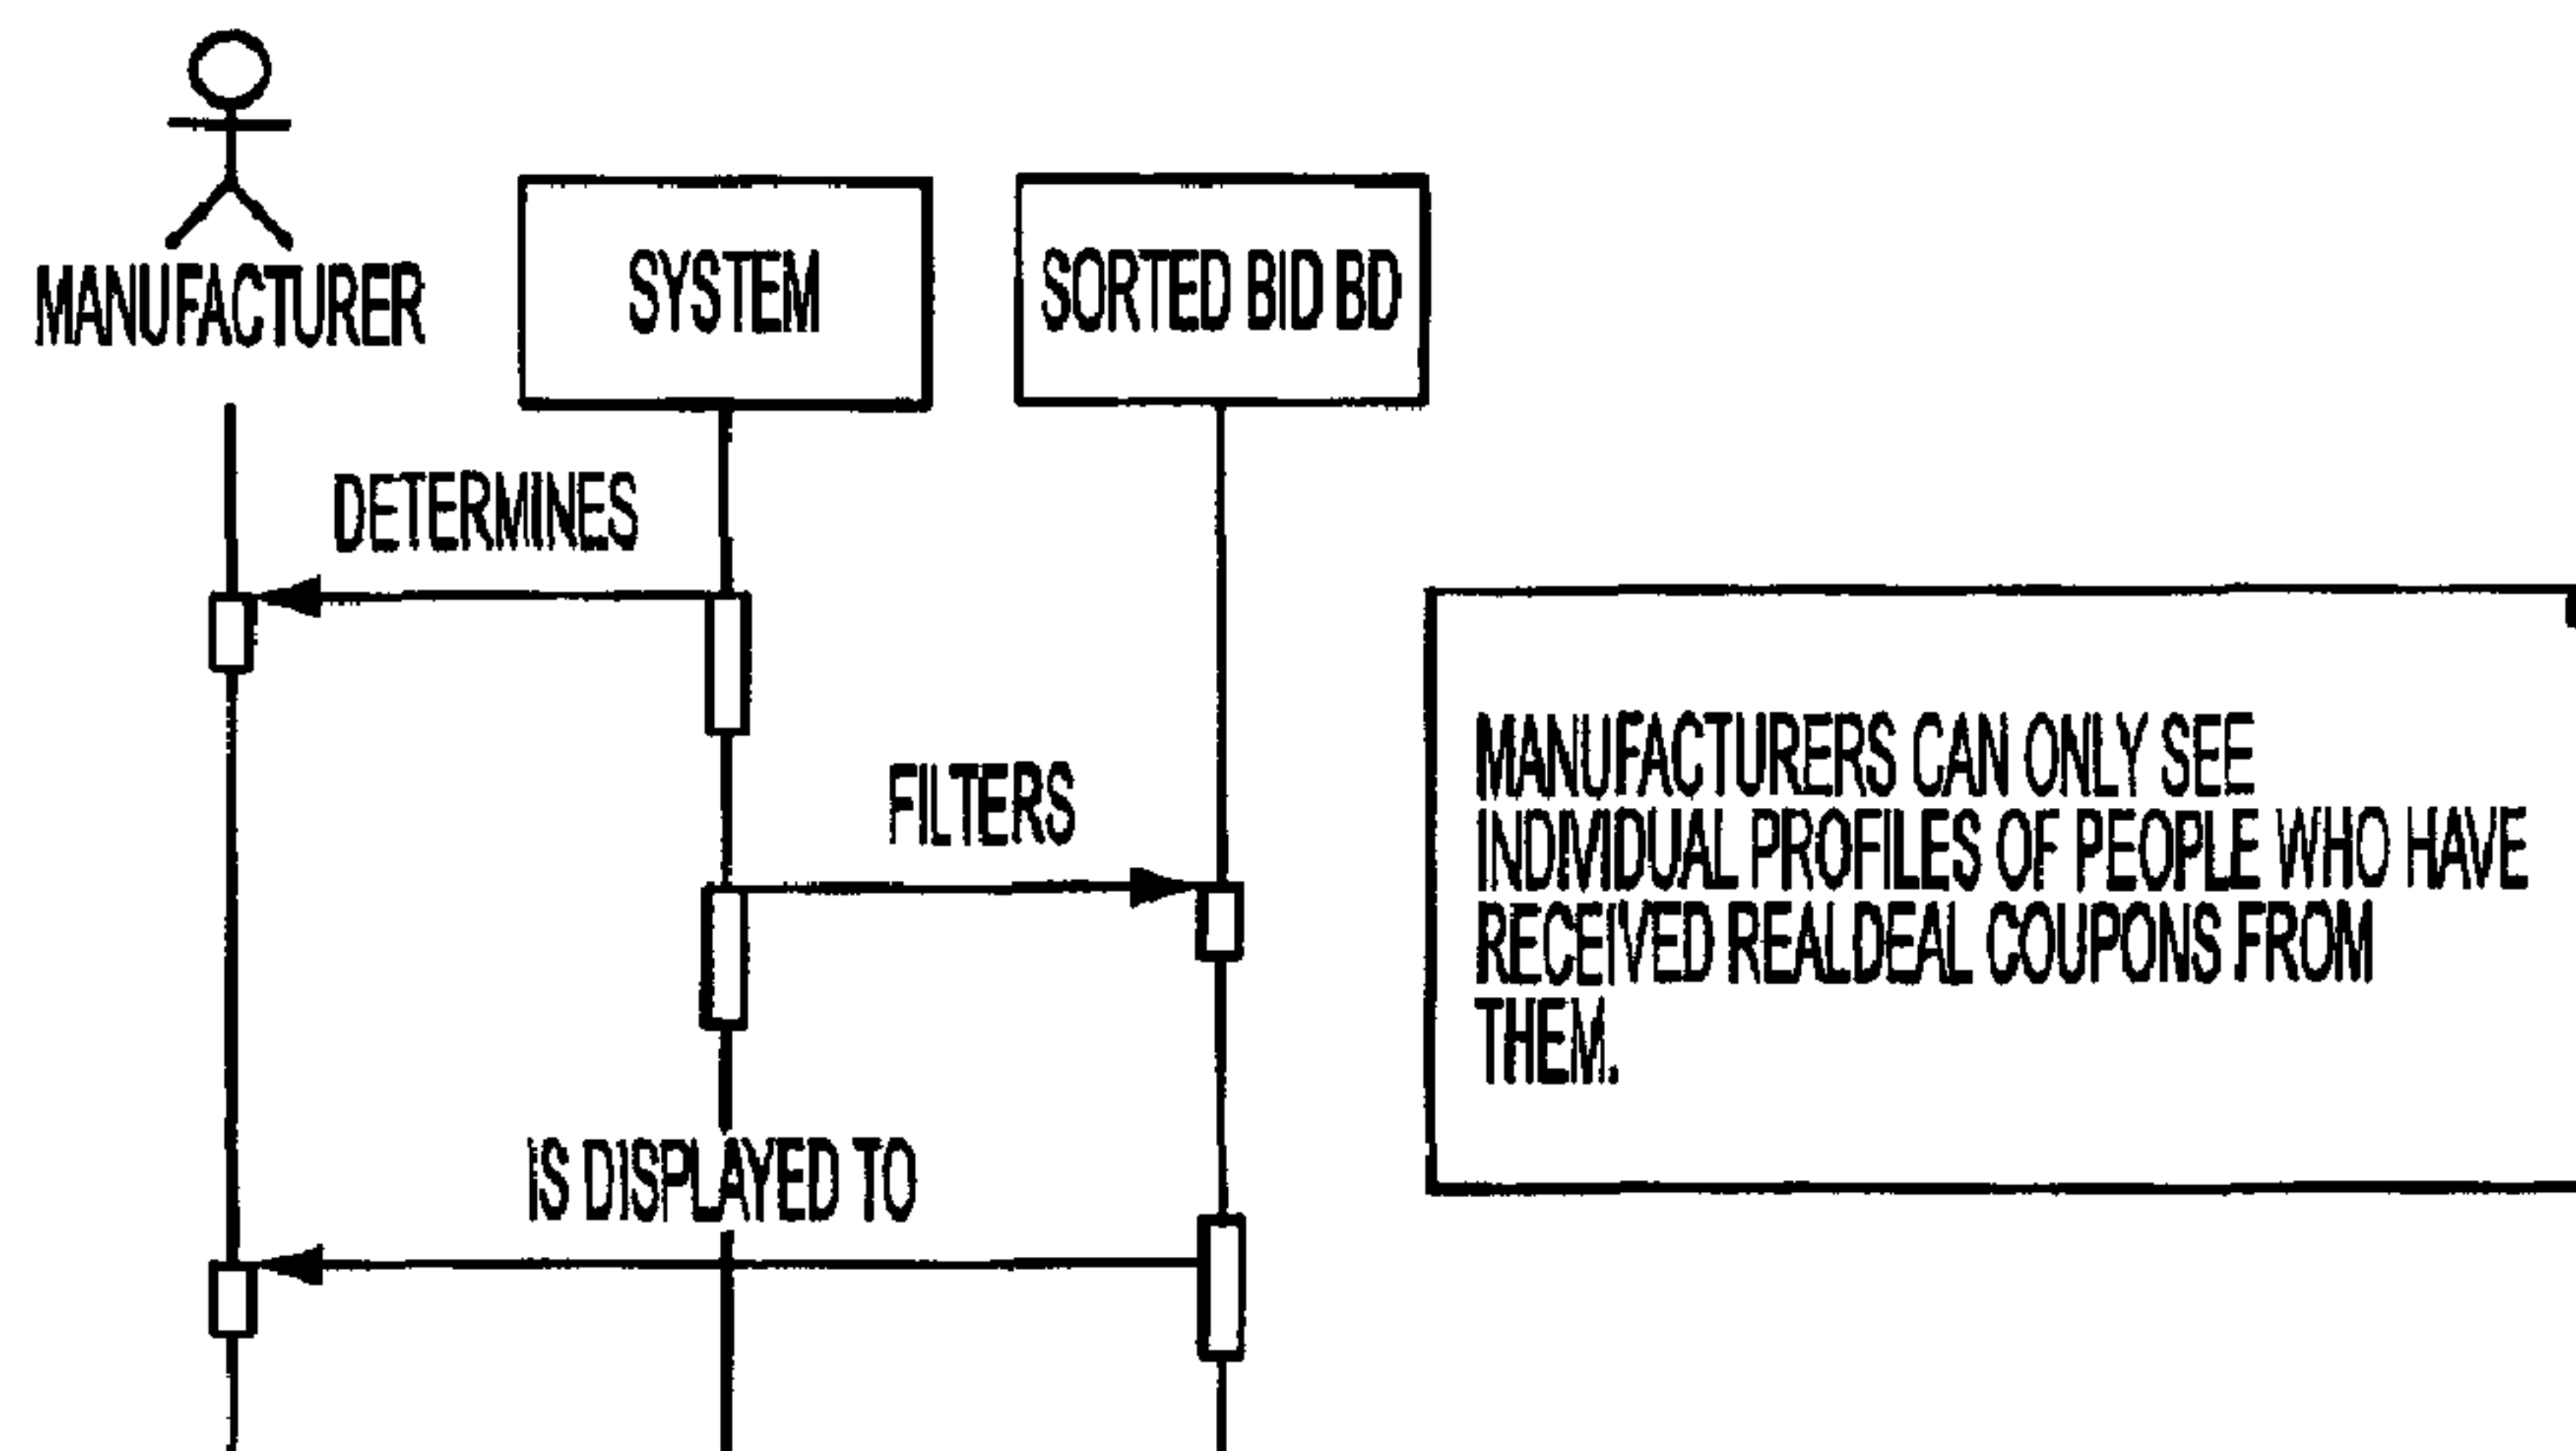 MANUFACTURER
SYSTEM
SORTED BID BD
DETERMINES
FILTERS
MANUFACTURERS CAN ONLY SEE
INDIVIDUAL PROFILES OF PEOPLE WHO HAVE
RECEIVED REALDEAL COUPONS FROM
THEM.
IS DISPLAYED TO